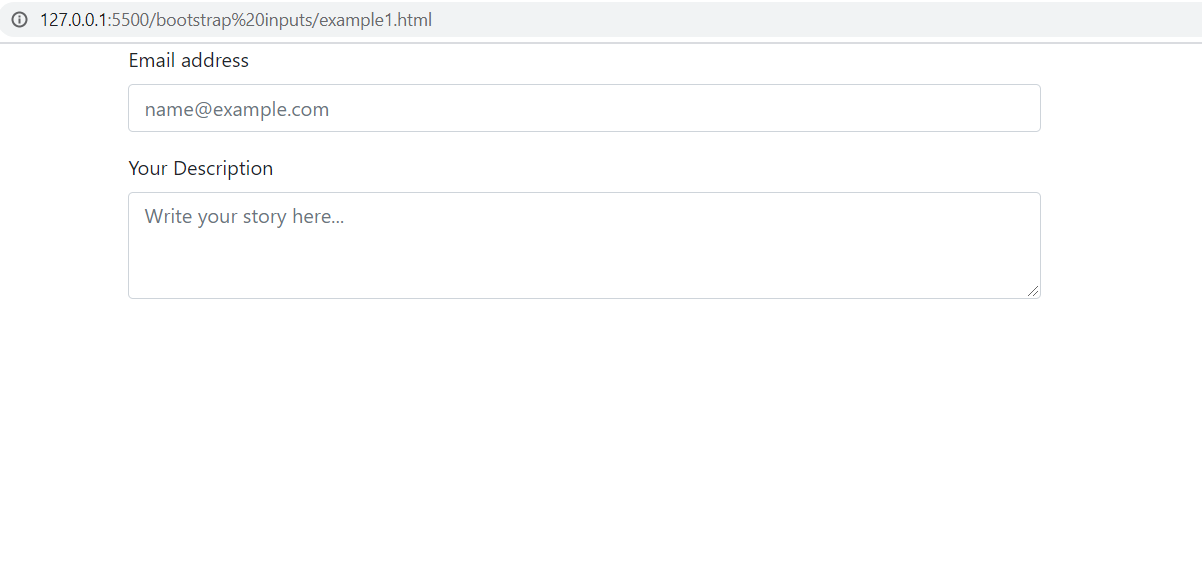 127.0.0.1:5500/bootstrap%20inputs/example1.html
Email address
name@example.com
Your Description
Write your story here...